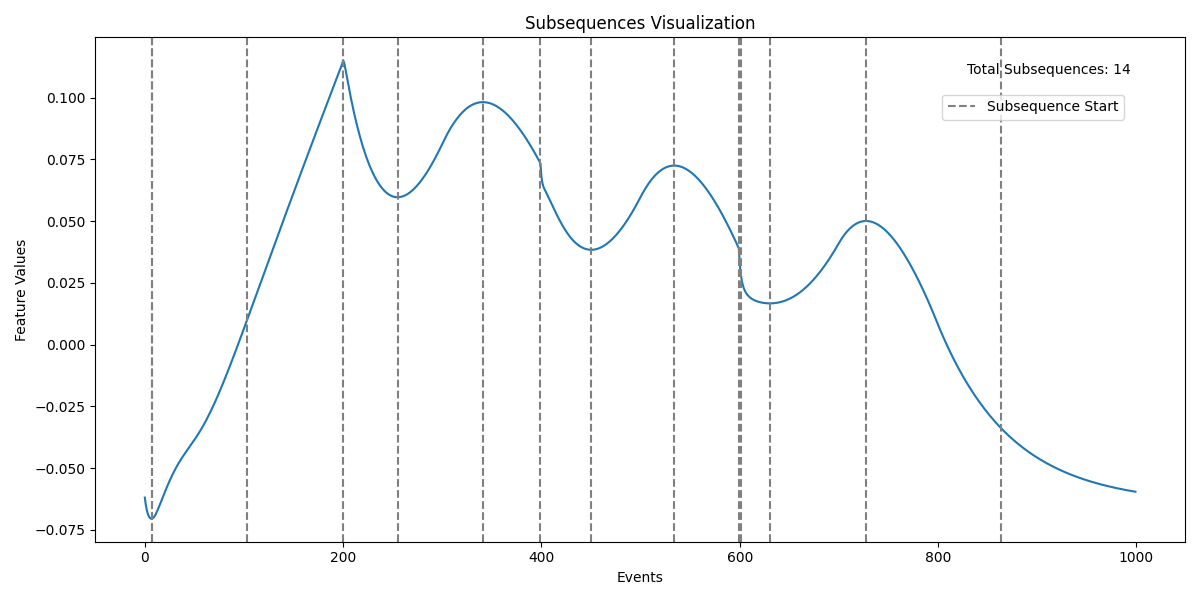 Subsequences Visualization
Total Subsequences: 14
Subsequence Start
Feature Values
0.100
0.075
0.050
0.025
0.000
−0.025
−0.050
−0.075
0 200 400 600 800 1000
Events